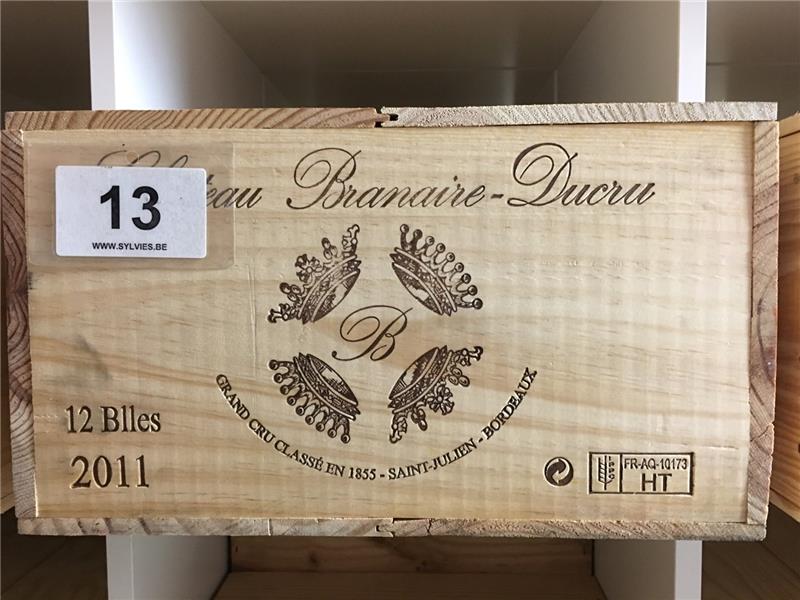 Château Branaire-Ducru
13
WWW.SYLVIES.BE
B
GRAND CRU CLASSÉ EN 1855 - SAINT-JULIEN - BORDEAUX
12 Blles
2011
FR-AQ-10173
HT